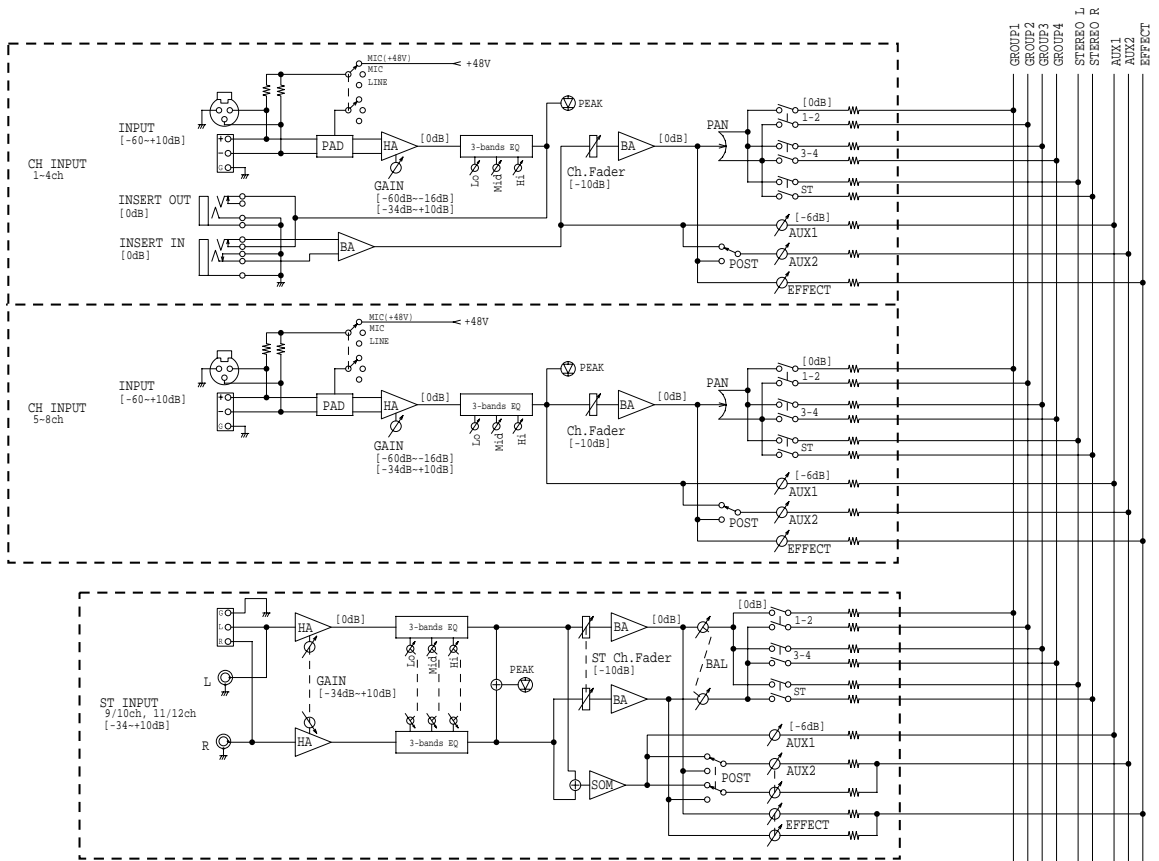 GROUP1
GROUP2
GROUP3
GROUP4
STEREO L
STEREO R
AUX1
AUX2
EFFECT
CH INPUT
1~4ch
INPUT
[-60~+10dB]
+
-
G
MIC(+48V)
MIC
LINE
+48V
PAD
HA
[0dB]
GAIN
[-60dB~-16dB]
[-34dB~+10dB]
3-bands EQ
Lo
Mid
Hi
PEAK
INSERT OUT
[0dB]
INSERT IN
[0dB]
BA
Ch.Fader
[-10dB]
BA
[0dB]
PAN
[0dB]
1-2
3-4
ST
[-6dB]
AUX1
POST
AUX2
EFFECT
CH INPUT
5~8ch
INPUT
[-60~+10dB]
+
-
G
MIC(+48V)
MIC
LINE
+48V
PAD
HA
[0dB]
GAIN
[-60dB~-16dB]
[-34dB~+10dB]
3-bands EQ
Lo
Mid
Hi
PEAK
Ch.Fader
[-10dB]
BA
[0dB]
PAN
[0dB]
1-2
3-4
ST
[-6dB]
AUX1
POST
AUX2
EFFECT
ST INPUT
9/10ch, 11/12ch
[-34~+10dB]
G
L
R
L
R
HA
[0dB]
GAIN
[-34dB~+10dB]
HA
3-bands EQ
Lo
Mid
Hi
3-bands EQ
PEAK
BA
[0dB]
ST Ch.Fader
[-10dB]
BA
SOM
BAL
[0dB]
1-2
3-4
ST
[-6dB]
AUX1
POST
AUX2
EFFECT